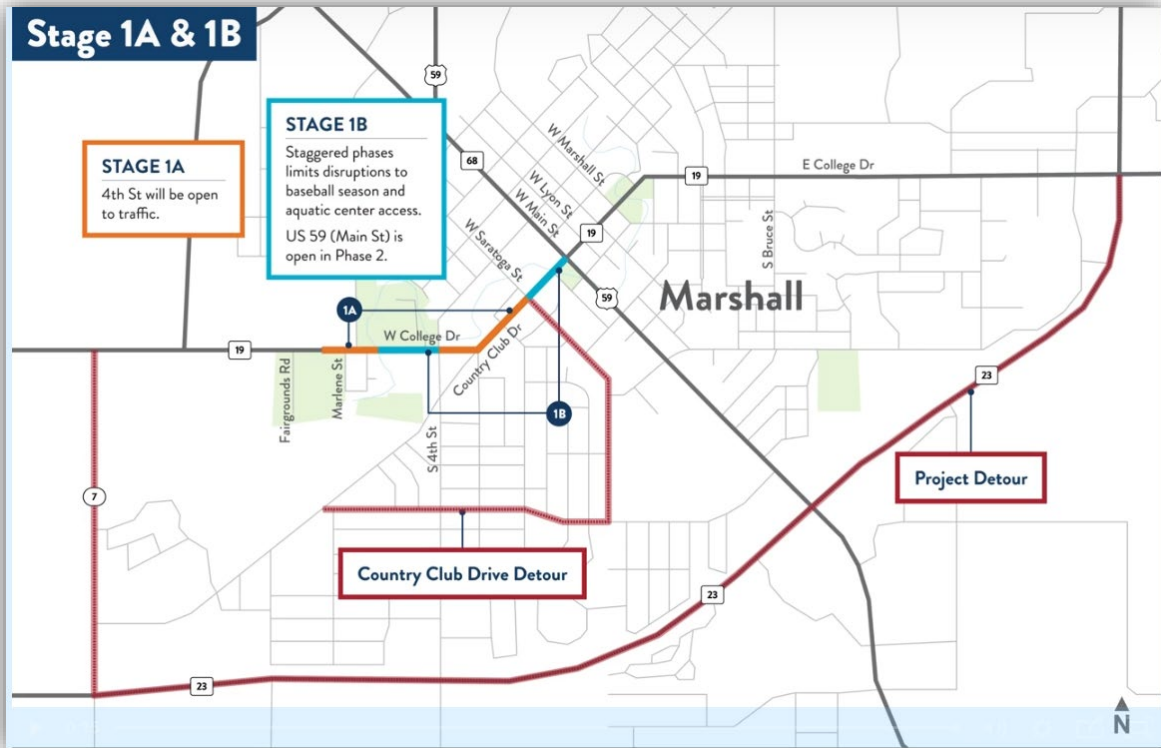 Stage 1A & 1B
59
STAGE 1B
Staggered phases
limits disruptions to
baseball season and
aquatic center access.
US 59 (Main St) is
open in Phase 2.
STAGE 1A
4th St will be open
to traffic.
68
W Marshall St
W Lyon St
W Main St
W Saratoga St
19
E College Dr
19
S Bruce St
59
Marshall
1A
W College Dr
Country Club Dr
19
Fairgrounds Rd
Marlene St
S 4th St
1B
23
Project Detour
7
Country Club Drive Detour
23
23
N